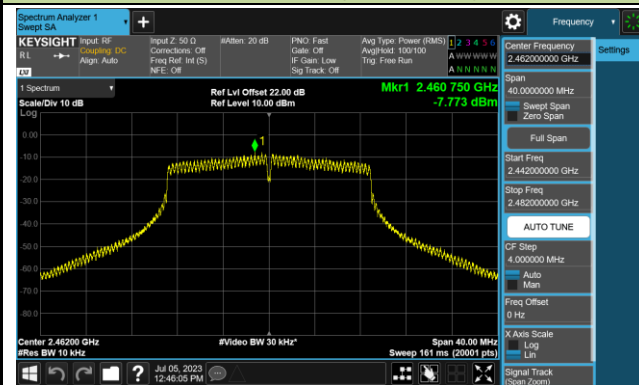 Spectrum Analyzer 1
Swept SA
+
Frequency
KEYSIGHT
RL
LXI
Input: RF
Coupling: DC
Align: Auto
Input Z: 50 Ω
Corrections: Off
Freq Ref: Int (S)
NFE: Off
#Atten: 20 dB
PNO: Fast
Gate: Off
IF Gain: Low
Sig Track: Off
Avg Type: Power (RMS)
Avg|Hold: 100/100
Trig: Free Run
1 2 3 4 5 6
A W W W W W
A N N N N N
1 Spectrum
Scale/Div 10 dB
Log
Ref Lvl Offset 22.00 dB
Ref Level 10.00 dBm
Mkr1 2.460 750 GHz
-7.773 dBm
1
0.00
-10.0
-20.0
-30.0
-40.0
-50.0
-60.0
-70.0
-80.0
Center 2.46200 GHz
#Res BW 10 kHz
#Video BW 30 kHz*
Span 40.00 MHz
Sweep 161 ms (20001 pts)
Jul 05, 2023
12:46:05 PM
?
Center Frequency
2.462000000 GHz
Settings
Span
40.0000000 MHz
Swept Span
Zero Span
Full Span
Start Freq
2.442000000 GHz
Stop Freq
2.482000000 GHz
AUTO TUNE
CF Step
4.000000 MHz
Auto
Man
Freq Offset
0 Hz
X Axis Scale
Log
Lin
Signal Track
(Span Zoom)